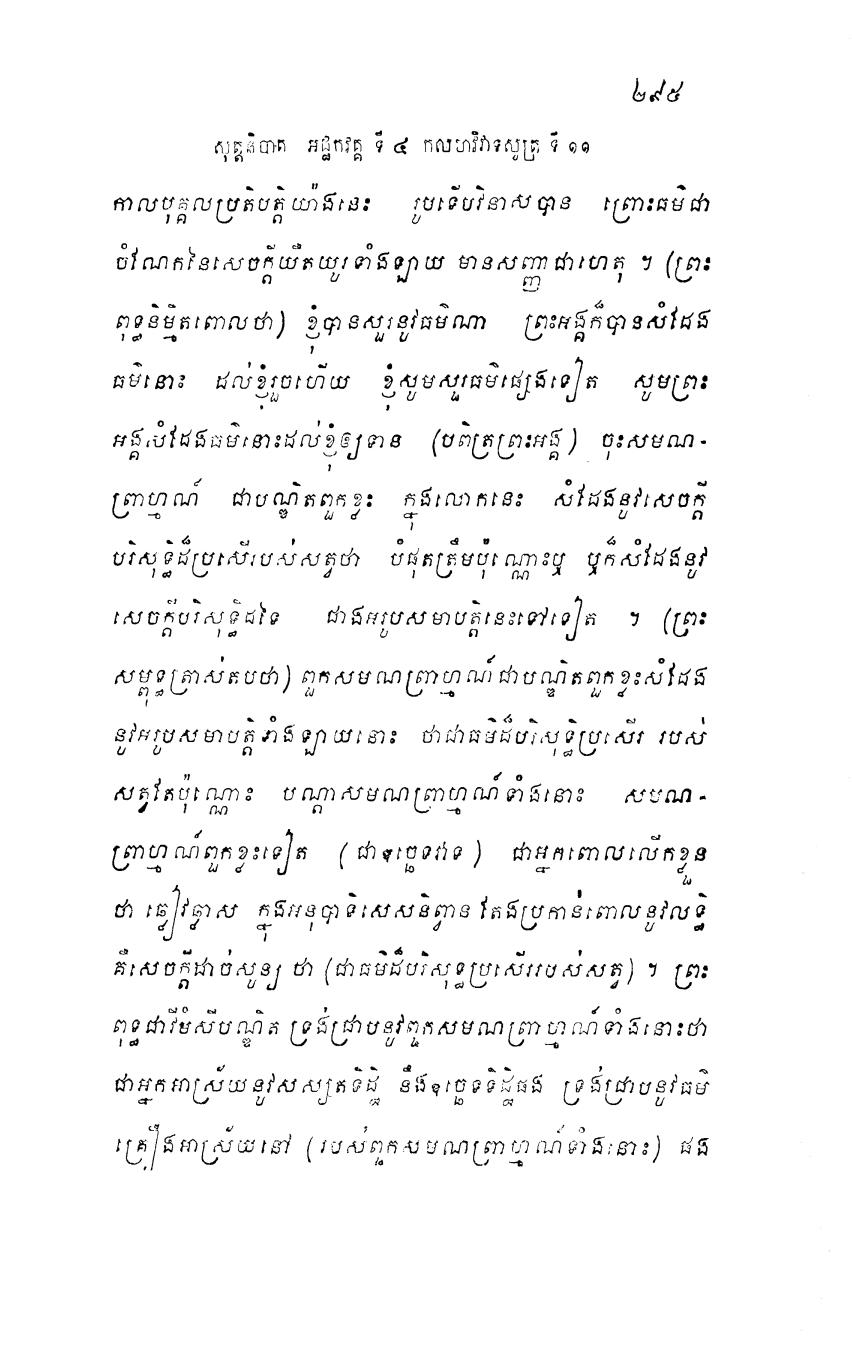 ២៩៥
សុត្តនិបាត អដ្ឋកវគ្គ ទី ៤ កលហវិវាទសូត្រ ទី ១១
កាលបុគ្គលប្រតិបត្តិយ៉ាងនេះ រូបទើបវិនាសបាន ព្រោះធម៌ជា
ចំណែកនៃសេចក្តីយឺតយូរទាំងឡាយ មានសញ្ញាជាហេតុ ។ (ព្រះ
ពុទ្ធនិម្មិតពោលថា) ខ្ញុំបានសួរនូវធម៌ណា ព្រះអង្គក៏បានសំដែង
ធម៌នោះ ដល់ខ្ញុំរួចហើយ ខ្ញុំសូមសួរធម៌ផ្សេងទៀត សូមព្រះ
អង្គសំដែងធម៌នោះដល់ខ្ញុំឲ្យទាន (បពិត្រព្រះអង្គ) ចុះសមណ-
ព្រាហ្មណ៍ ជាបណ្ឌិតពួកខ្លះ ក្នុងលោកនេះ សំដែងនូវសេចក្តី
បរិសុទ្ធិដ៏ប្រសើររបស់សត្វថា បំផុតត្រឹមប៉ុណ្ណោះឬ ឬក៏សំដែងនូវ
សេចក្តីបរិសុទ្ធិដទៃ ជាងអរូបសមាបត្តិនេះទៅទៀត ។ (ព្រះ
សម្ពុទ្ធត្រាស់តបថា) ពួកសមណព្រាហ្មណ៍ជាបណ្ឌិតពួកខ្លះសំដែង
នូវអរូបសមាបត្តិទាំងឡាយនោះ ថាជាធម៌ដ៏បរិសុទ្ធិប្រសើរ របស់
សត្វតែប៉ុណ្ណោះ បណ្តាសមណព្រាហ្មណ៍ទាំងនោះ សមណ-
ព្រាហ្មណ៍ពួកខ្លះទៀត (ជាឧច្ឆេទវាទ) ជាអ្នកពោលលើកខ្លួន
ថា ឆ្លៀវឆ្លាស ក្នុងអនុបាទិសេសនិព្វាន តែងប្រកាន់ពោលនូវលទ្ធិ
គឺសេចក្តីដាច់សូន្យ ថា (ជាធម៌ដ៏បរិសុទ្ធប្រសើររបស់សត្វ) ។ ព្រះ
ពុទ្ធជាវីមំសីបណ្ឌិត ទ្រង់ជ្រាបនូវពួកសមណព្រាហ្មណ៍ទាំងនោះថា
ជាអ្នកអាស្រ័យនូវសស្សតទិដ្ឋិ និងឧច្ឆេទទិដ្ឋិផង ទ្រង់ជ្រាបនូវធម៌
គ្រឿងអាស្រ័យនៅ (របស់ពួកសមណព្រាហ្មណ៍ទាំងនោះ) ផង